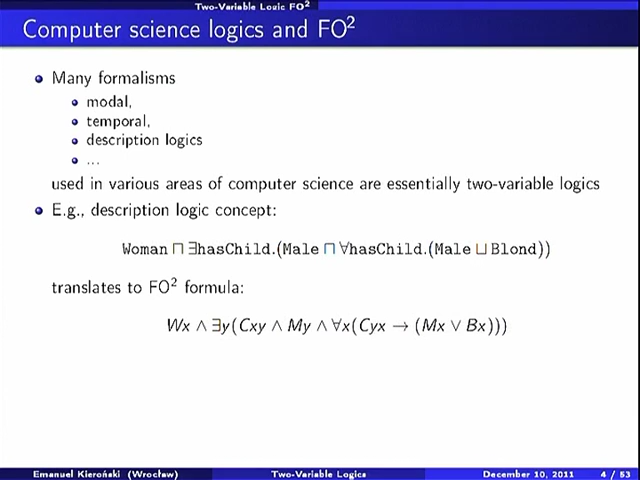 Two-Variable Logic FO²
Computer science logics and FO²
Many formalisms
modal,
temporal,
description logics
...
used in various areas of computer science are essentially two-variable logics
E.g., description logic concept:
Woman ⊓ ∃hasChild.(Male ⊓ ∀hasChild.(Male ⊔ Blond))
translates to FO² formula:
Wx ∧ ∃y(Cxy ∧ My ∧ ∀x(Cyx → (Mx ∨ Bx)))
Emanuel Kieroński (Wrocław) Two-Variable Logics December 10, 2011 4 / 53